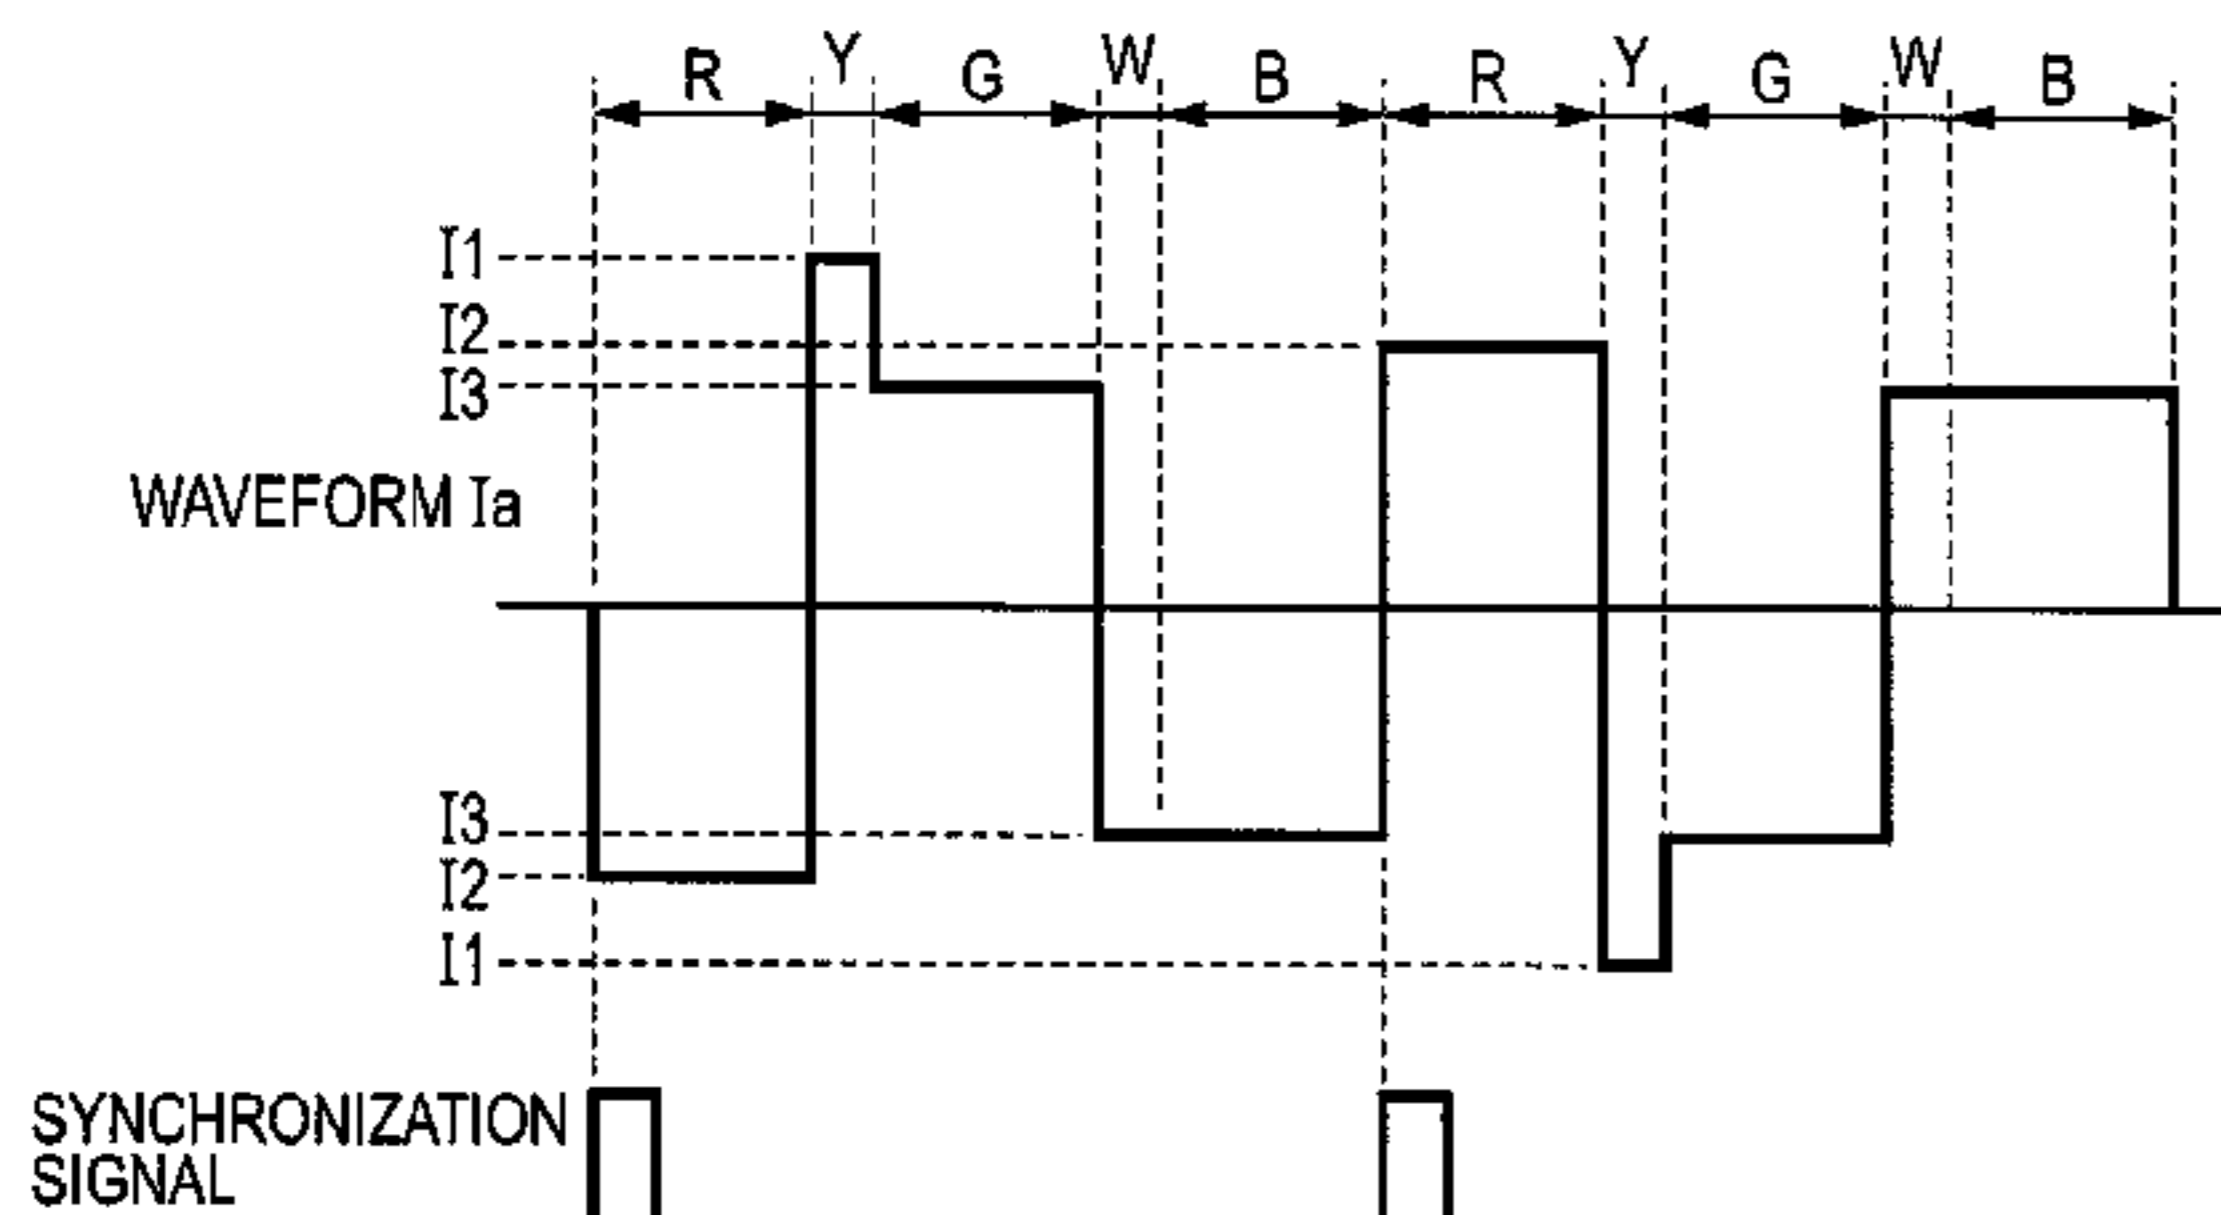 R Y G W B R Y G W B
I1
I2
I3
WAVEFORM Ia
I3
I2
I1
SYNCHRONIZATION
SIGNAL